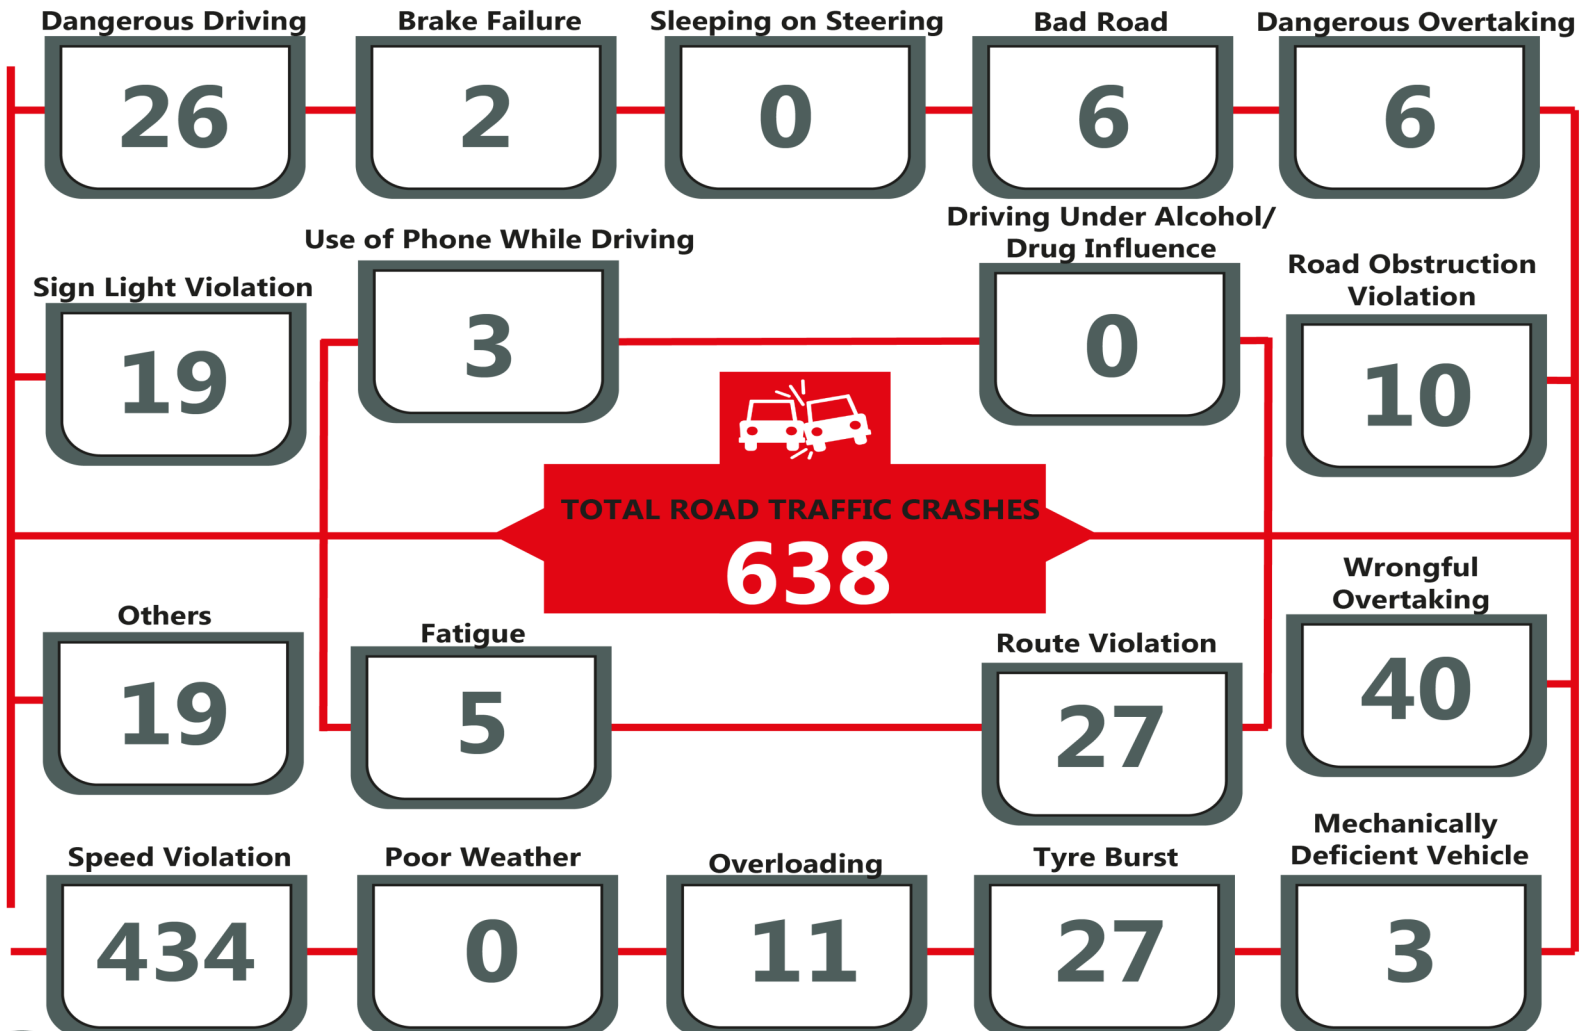 Dangerous Driving
Brake Failure
Sleeping on Steering
Bad Road
Dangerous Overtaking
26
2
0
6
6
Use of Phone While Driving
Driving Under Alcohol/
Drug Influence
Sign Light Violation
Road Obstruction
Violation
3
0
19
10
TOTAL ROAD TRAFFIC CRASHES
638
Others
Fatigue
Route Violation
Wrongful
Overtaking
19
5
27
40
Speed Violation
Poor Weather
Overloading
Tyre Burst
Mechanically
Deficient Vehicle
434
0
11
27
3